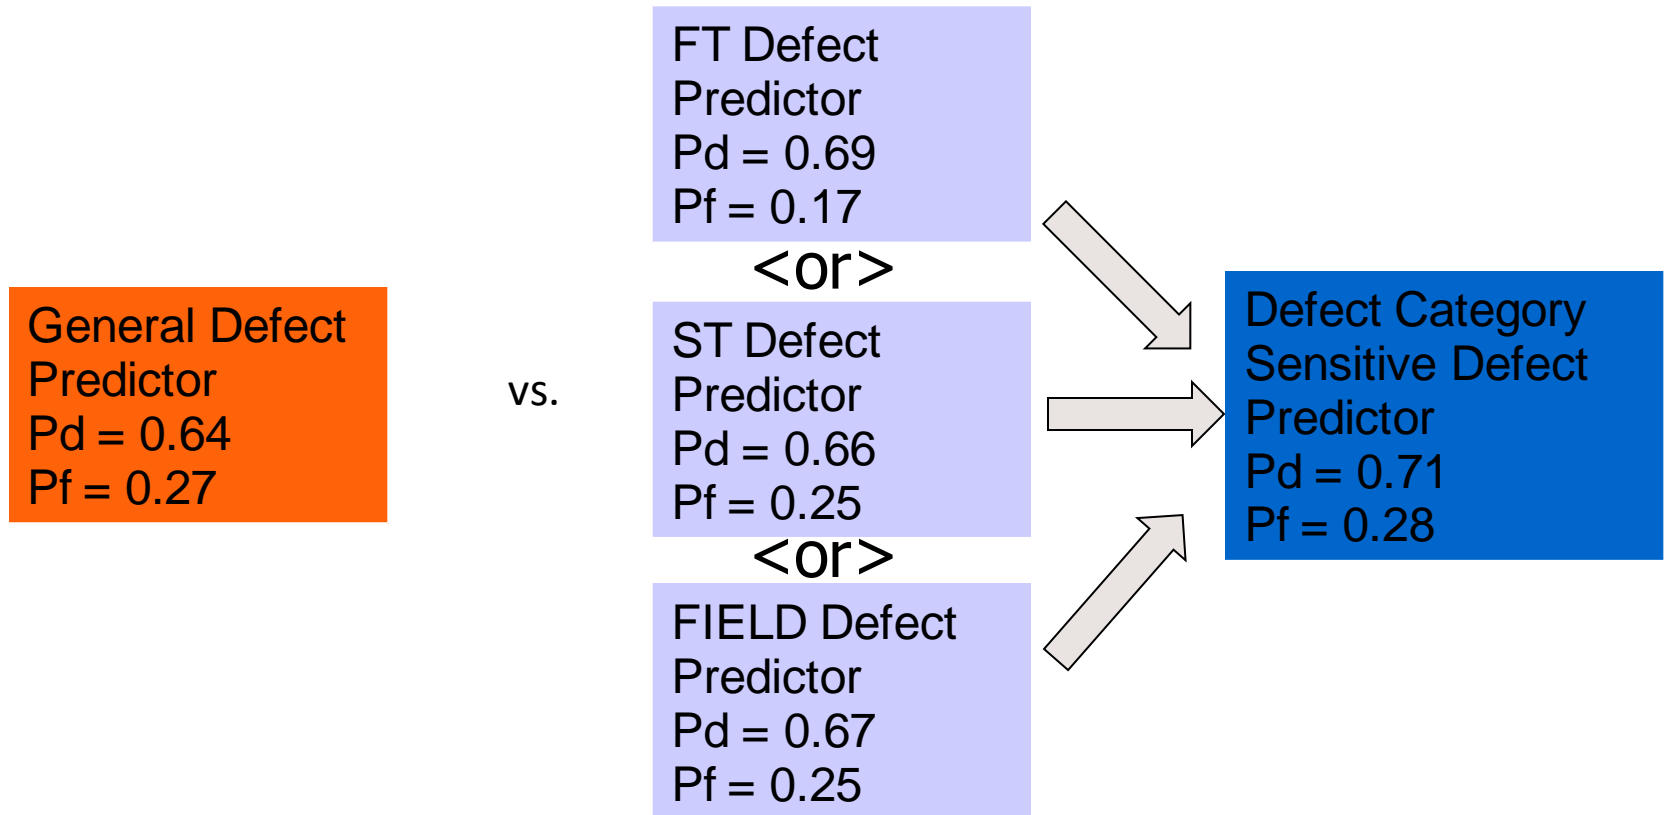 General Defect
Predictor
Pd = 0.64
Pf = 0.27
vs.
FT Defect
Predictor
Pd = 0.69
Pf = 0.17
<or>
ST Defect
Predictor
Pd = 0.66
Pf = 0.25
<or>
FIELD Defect
Predictor
Pd = 0.67
Pf = 0.25
Defect Category
Sensitive Defect
Predictor
Pd = 0.71
Pf = 0.28